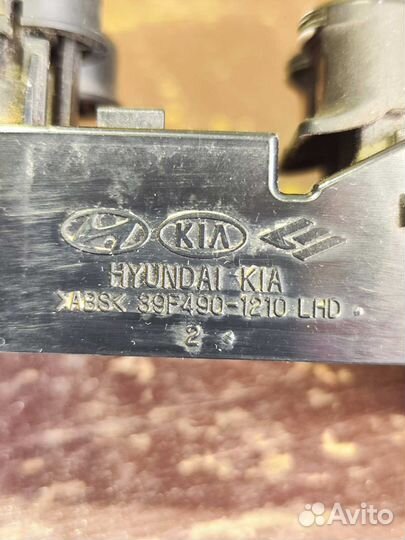 KIA
HYUNDAI KIA
>ABS< 39F490-1210 LHD
2
Avito